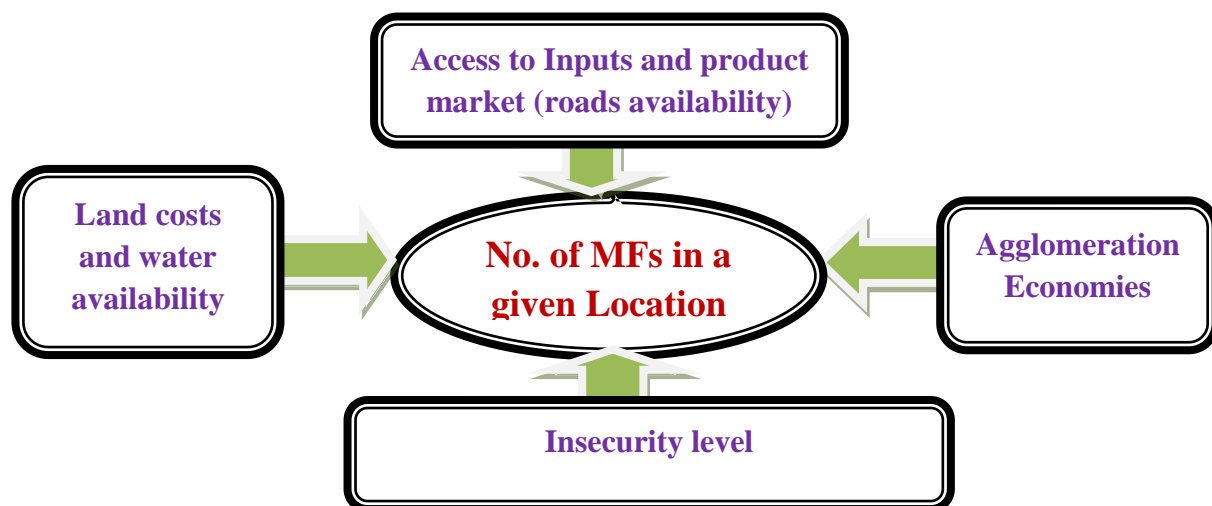 Access to Inputs and product
market (roads availability)
Land costs
and water
availability
No. of MFs in a
given Location
Agglomeration
Economies
Insecurity level